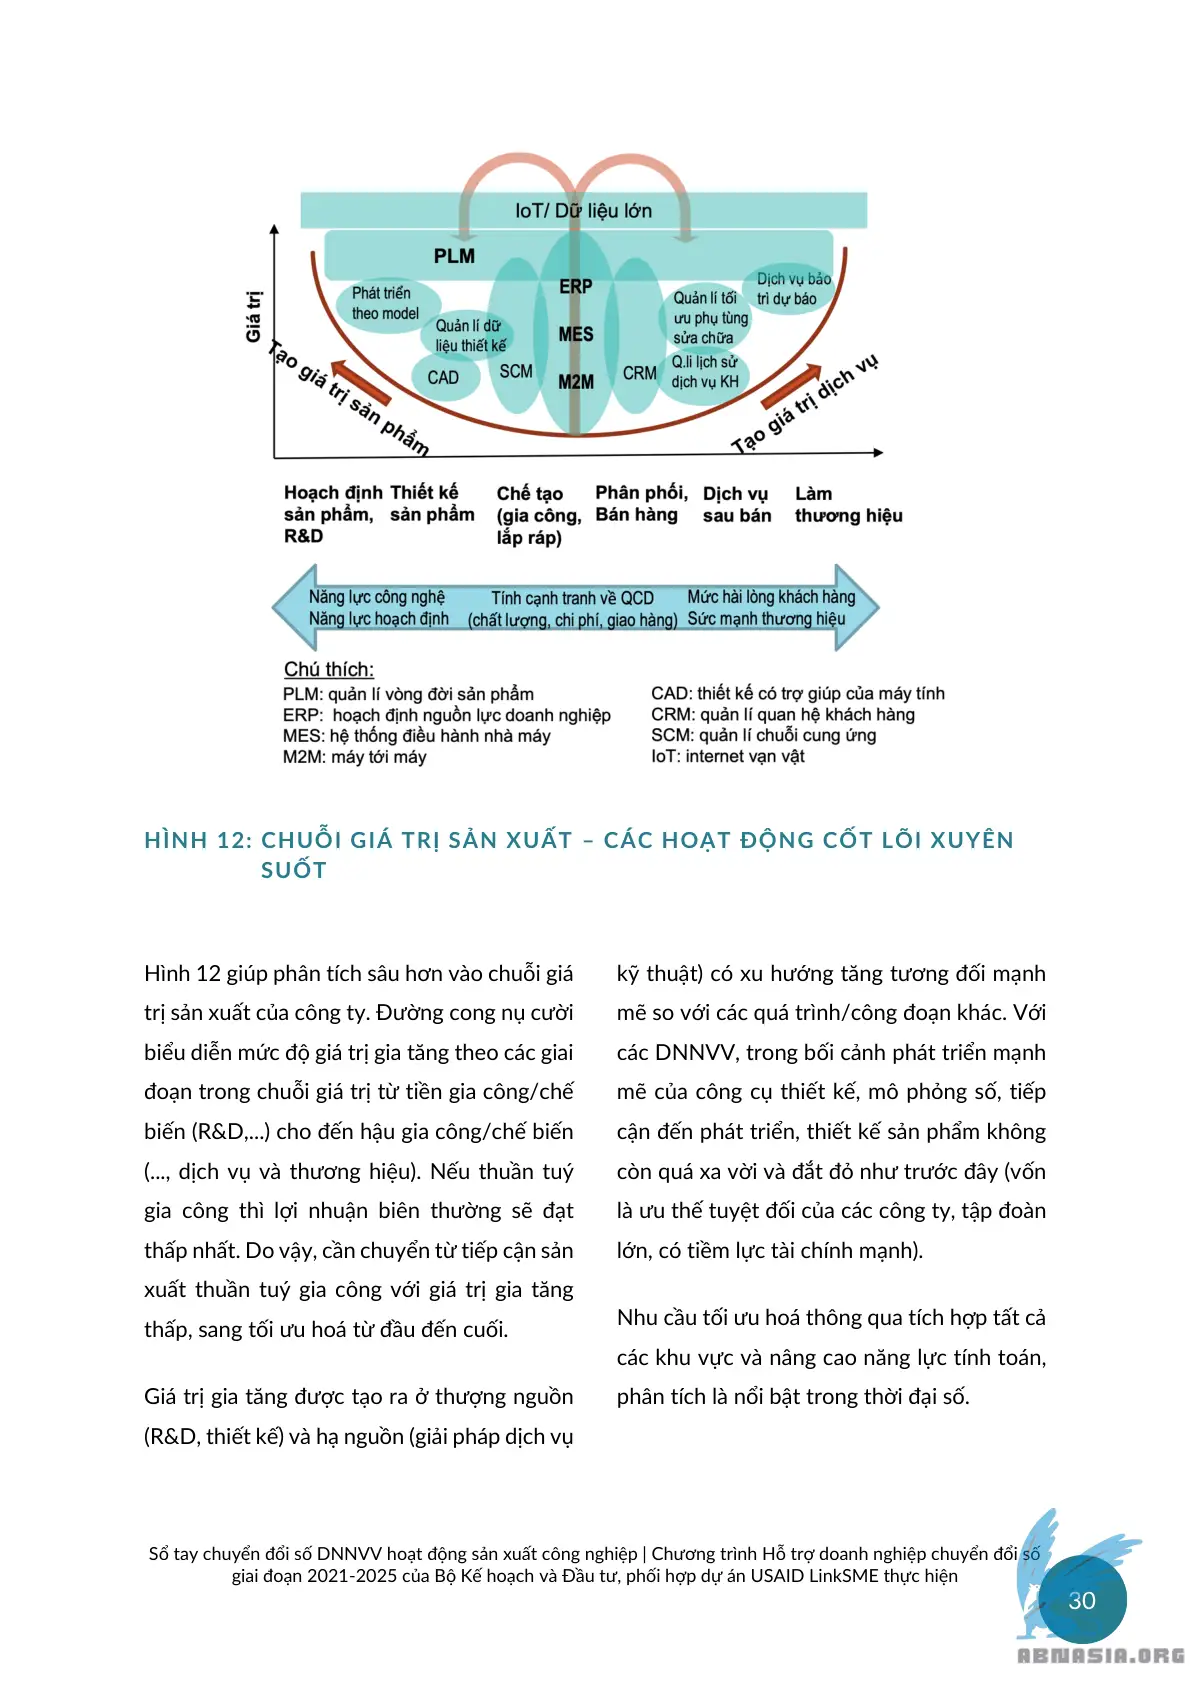 IoT/ Dữ liệu lớn
PLM
Giá trị
Phát triển
theo model
Quản lí dữ
liệu thiết kế
CAD
SCM
ERP
MES
M2M
CRM
Quản lí tối
ưu phụ tùng
sửa chữa
Q.lí lịch sử
dịch vụ KH
Dịch vụ bảo
trì dự báo
Tạo giá trị sản phẩm
Tạo giá trị dịch vụ
Hoạch định
sản phẩm,
R&D
Thiết kế
sản phẩm
Chế tạo
(gia công,
lắp ráp)
Phân phối,
Bán hàng
Dịch vụ
sau bán
Làm
thương hiệu
Năng lực công nghệ
Năng lực hoạch định
Tính cạnh tranh về QCD
(chất lượng, chi phí, giao hàng)
Mức hài lòng khách hàng
Sức mạnh thương hiệu
Chú thích:
PLM: quản lí vòng đời sản phẩm
ERP: hoạch định nguồn lực doanh nghiệp
MES: hệ thống điều hành nhà máy
M2M: máy tới máy
CAD: thiết kế có trợ giúp của máy tính
CRM: quản lí quan hệ khách hàng
SCM: quản lí chuỗi cung ứng
IoT: internet vạn vật
HÌNH 12: CHUỖI GIÁ TRỊ SẢN XUẤT – CÁC HOẠT ĐỘNG CỐT LÕI XUYÊN
SUỐT
Hình 12 giúp phân tích sâu hơn vào chuỗi giá
trị sản xuất của công ty. Đường cong nụ cười
biểu diễn mức độ giá trị gia tăng theo các giai
đoạn trong chuỗi giá trị từ tiền gia công/chế
biến (R&D,...) cho đến hậu gia công/chế biến
(..., dịch vụ và thương hiệu). Nếu thuần tuý
gia công thì lợi nhuận biên thường sẽ đạt
thấp nhất. Do vậy, cần chuyển từ tiếp cận sản
xuất thuần tuý gia công với giá trị gia tăng
thấp, sang tối ưu hoá từ đầu đến cuối.
Giá trị gia tăng được tạo ra ở thượng nguồn
(R&D, thiết kế) và hạ nguồn (giải pháp dịch vụ
kỹ thuật) có xu hướng tăng tương đối mạnh
mẽ so với các quá trình/công đoạn khác. Với
các DNNVV, trong bối cảnh phát triển mạnh
mẽ của công cụ thiết kế, mô phỏng số, tiếp
cận đến phát triển, thiết kế sản phẩm không
còn quá xa vời và đắt đỏ như trước đây (vốn
là ưu thế tuyệt đối của các công ty, tập đoàn
lớn, có tiềm lực tài chính mạnh).
Nhu cầu tối ưu hoá thông qua tích hợp tất cả
các khu vực và nâng cao năng lực tính toán,
phân tích là nổi bật trong thời đại số.
Sổ tay chuyển đổi số DNNVV hoạt động sản xuất công nghiệp | Chương trình Hỗ trợ doanh nghiệp chuyển đổi số
giai đoạn 2021-2025 của Bộ Kế hoạch và Đầu tư, phối hợp dự án USAID LinkSME thực hiện
30
ABNASIA.ORG